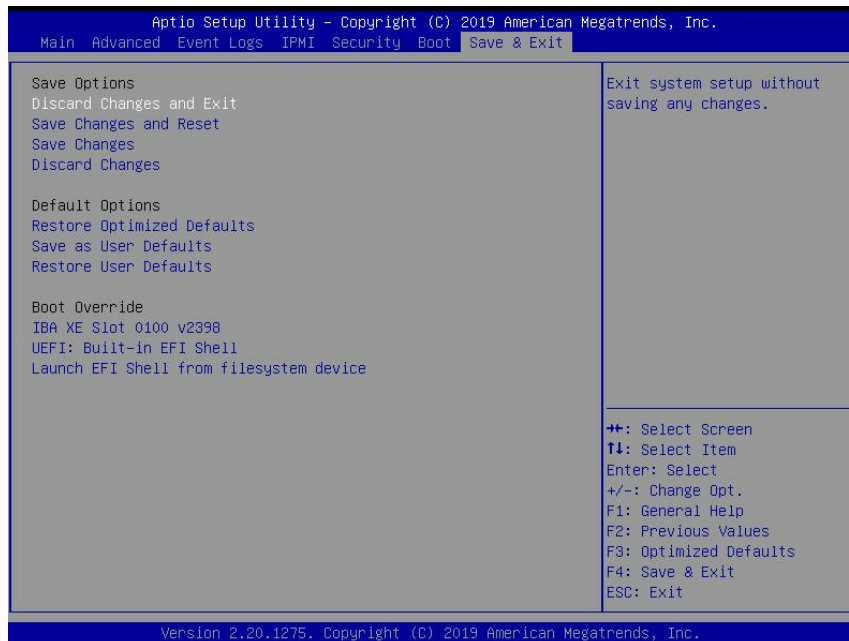 Aptio Setup Utility – Copyright (C) 2019 American Megatrends, Inc.
Main Advanced Event Logs IPMI Security Boot Save & Exit
Save Options
Discard Changes and Exit
Save Changes and Reset
Save Changes
Discard Changes
Default Options
Restore Optimized Defaults
Save as User Defaults
Restore User Defaults
Boot Override
IBA XE Slot 0100 v2398
UEFI: Built-in EFI Shell
Launch EFI Shell from filesystem device
Exit system setup without
saving any changes.
→←: Select Screen
↑↓: Select Item
Enter: Select
+/-: Change Opt.
F1: General Help
F2: Previous Values
F3: Optimized Defaults
F4: Save & Exit
ESC: Exit
Version 2.20.1275. Copyright (C) 2019 American Megatrends, Inc.